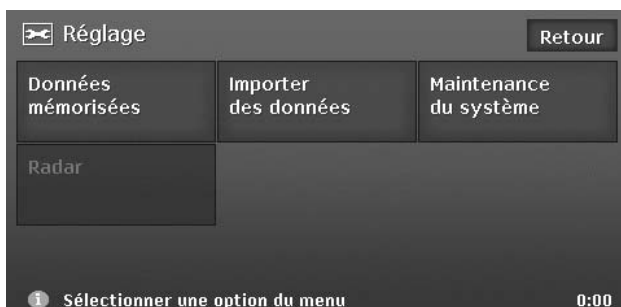 Réglage
Retour
Données
mémorisées
Importer
des données
Maintenance
du système
Radar
Sélectionner une option du menu
0:00